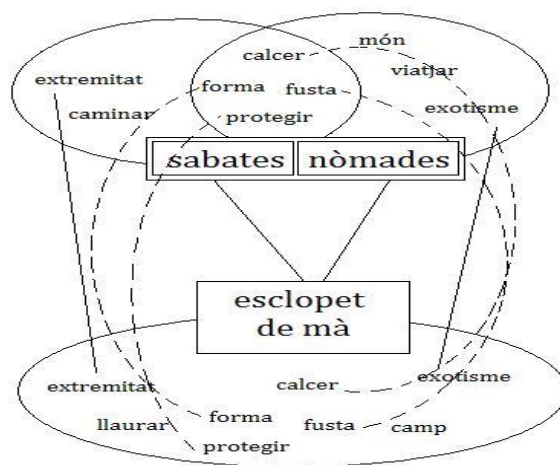 món
calcer
viatjar
extremitat
forma
fusta
exotisme
caminar
protegir
sabates nòmades
esclopet
de mà
extremitat
calcer
exotisme
llaurar
forma
fusta
camp
protegir